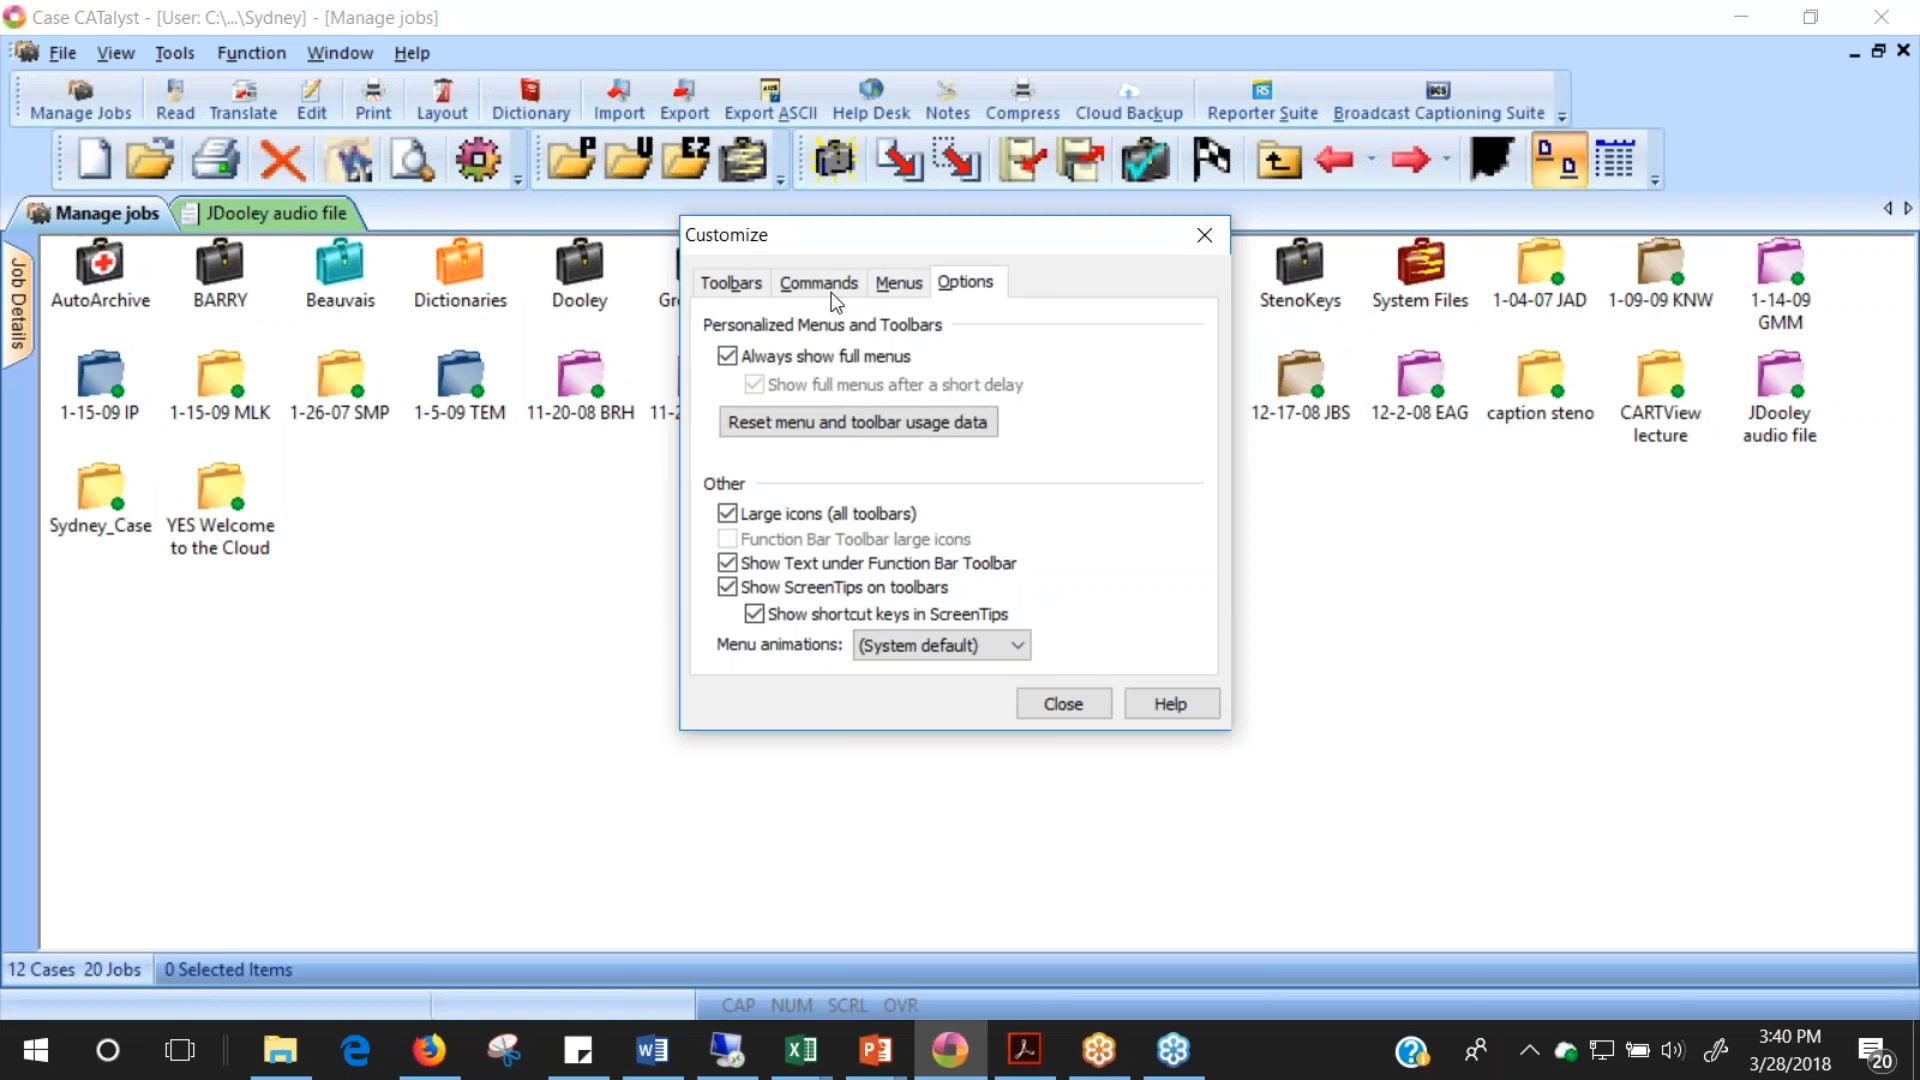 Case CATalyst - [User: C:\...\Sydney] - [Manage jobs]
File View Tools Function Window Help
Manage Jobs Read Translate Edit Print Layout Dictionary Import Export Export ASCII Help Desk Notes Compress Cloud Backup Reporter Suite Broadcast Captioning Suite
P U EZ
Manage jobs JDooley audio file
Job Details
Customize
Toolbars Commands Menus Options
Personalized Menus and Toolbars
Always show full menus
Show full menus after a short delay
Reset menu and toolbar usage data
Other
Large icons (all toolbars)
Function Bar Toolbar large icons
Show Text under Function Bar Toolbar
Show ScreenTips on toolbars
Show shortcut keys in ScreenTips
Menu animations: (System default)
Close Help
AutoArchive BARRY Beauvais Dictionaries Dooley StenoKeys System Files 1-04-07 JAD 1-09-09 KNW 1-14-09
GMM
1-15-09 IP 1-15-09 MLK 1-26-07 SMP 1-5-09 TEM 11-20-08 BRH 11-2 12-17-08 JBS 12-2-08 EAG caption steno CARTView JDooley
lecture audio file
Sydney_Case YES Welcome
to the Cloud
12 Cases 20 Jobs 0 Selected Items
CAP NUM SCRL OVR
3:40 PM
3/28/2018
20